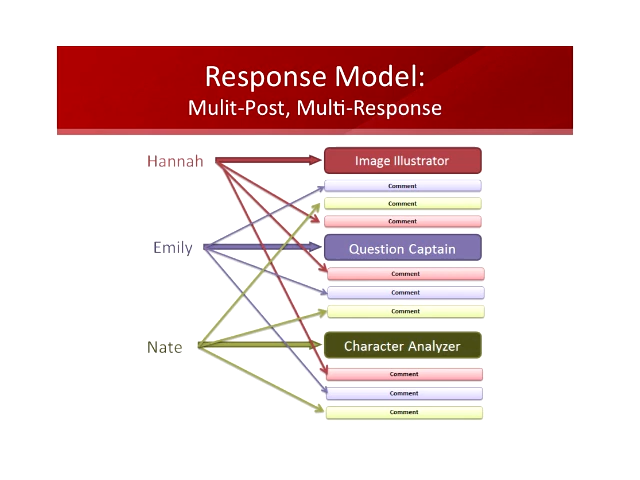 Response Model:
Mulit-Post, Multi-Response
Hannah
Image Illustrator
Comment
Comment
Comment
Emily
Question Captain
Comment
Comment
Comment
Nate
Character Analyzer
Comment
Comment
Comment